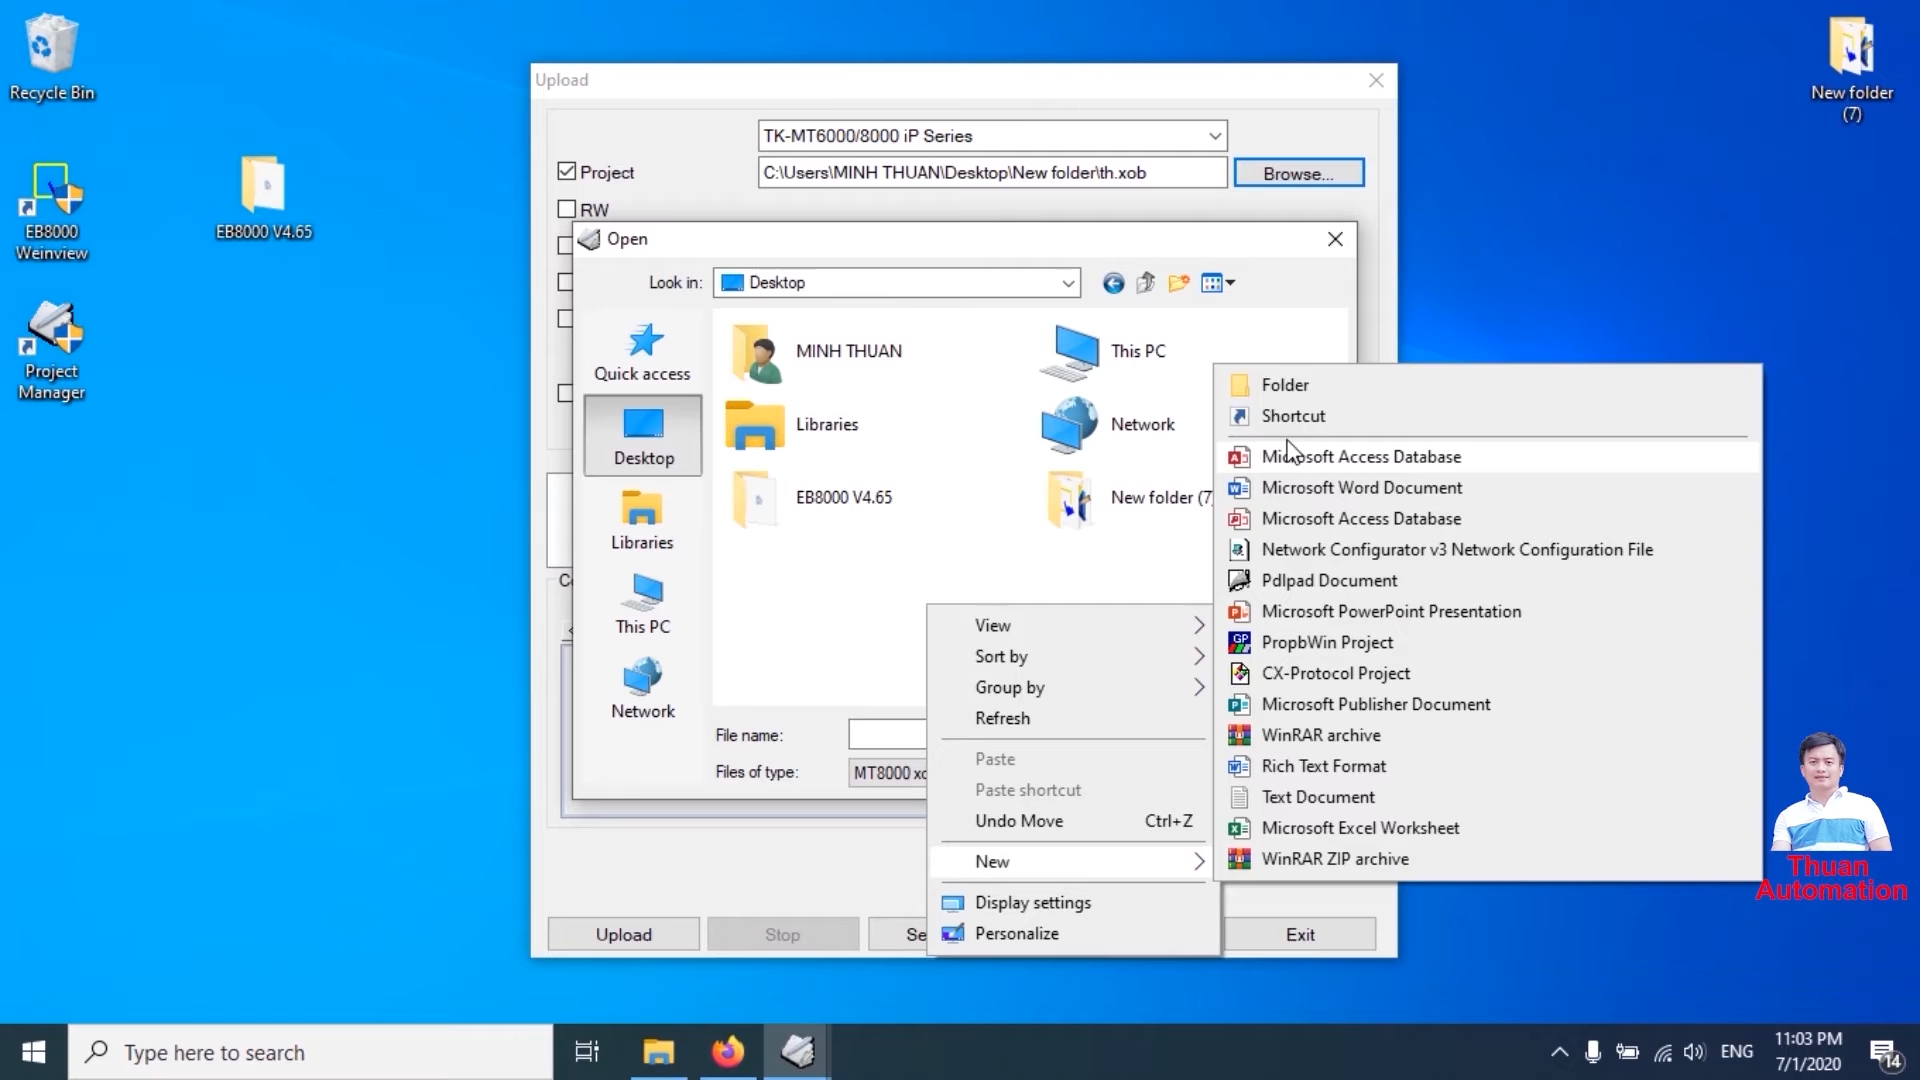 Recycle Bin
EB8000
Weinview
EB8000 V4.65
Project
Manager
New folder
(7)
Upload
TK-MT6000/8000 iP Series
Project
C:\Users\MINH THUAN\Desktop\New folder\th.xob
Browse...
RW
Open
Look in:
Desktop
Quick access
Desktop
Libraries
This PC
Network
MINH THUAN
This PC
Libraries
Network
EB8000 V4.65
New folder (7
File name:
Files of type:
MT8000 xo
View
Sort by
Group by
Refresh
Paste
Paste shortcut
Undo Move Ctrl+Z
New
Display settings
Personalize
Folder
Shortcut
Microsoft Access Database
Microsoft Word Document
Microsoft Access Database
Network Configurator v3 Network Configuration File
Pdlpad Document
Microsoft PowerPoint Presentation
PropbWin Project
CX-Protocol Project
Microsoft Publisher Document
WinRAR archive
Rich Text Format
Text Document
Microsoft Excel Worksheet
WinRAR ZIP archive
Upload
Stop
Se
Exit
Thuan
Automation
Type here to search
ENG
11:03 PM
7/1/2020
14